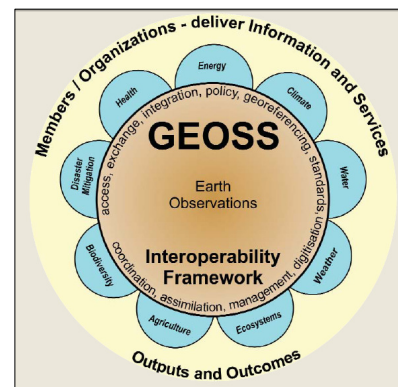 Members / Organizations - deliver Information and Services
Energy
Health
Climate
access, exchange, integration, policy, georeferencing, standards,
GEOSS
Disaster
Mitigation
Water
Earth
Observations
Biodiversity
Weather
Interoperability
Framework
coordination, assimilation, management, digitisation,
Agriculture
Ecosystems
Outputs and Outcomes